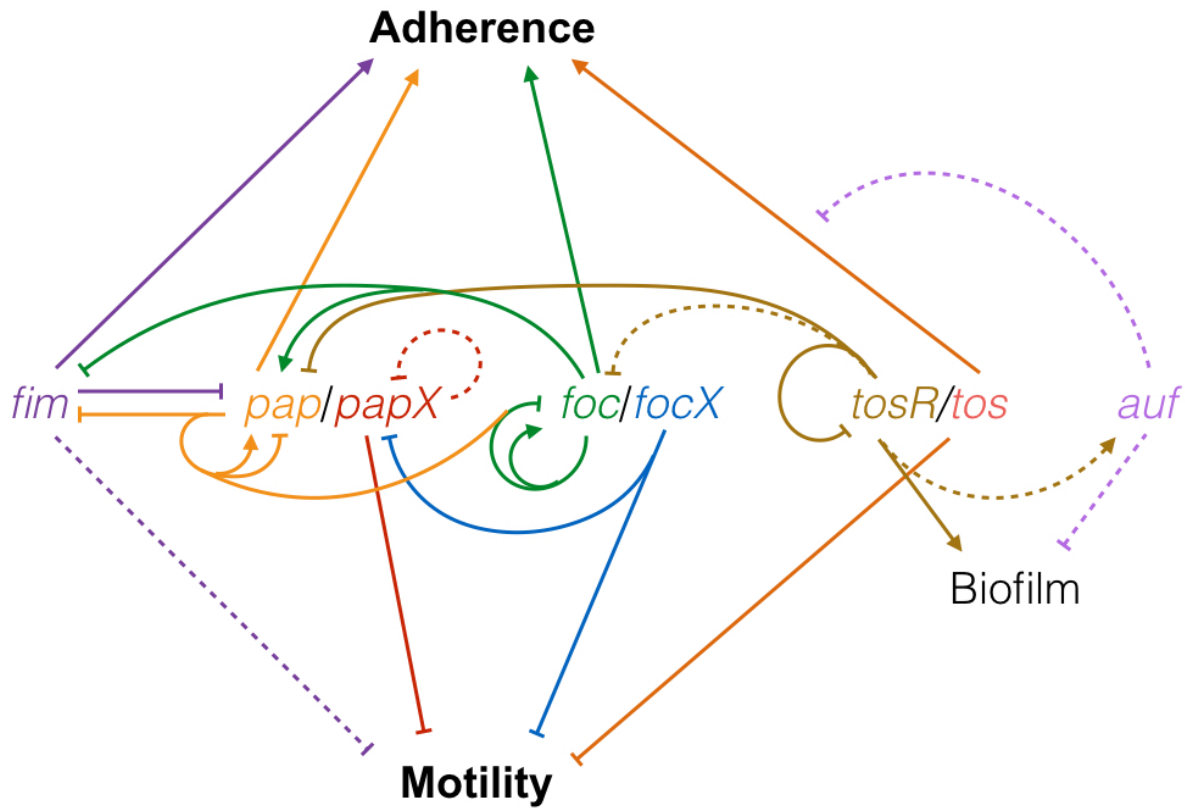 Adherence
fim
pap/papX
foc/focX
tosR/tos
auf
Biofilm
Motility